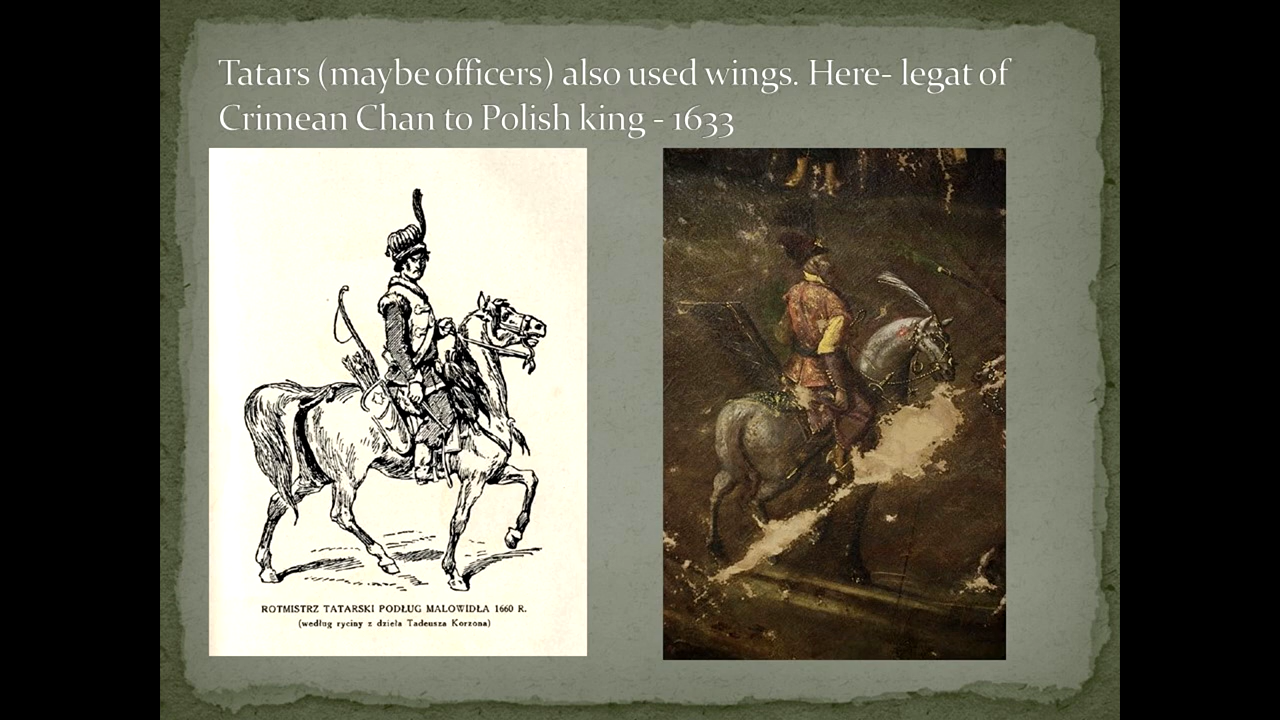 Tatars (maybe officers) also used wings. Here- legat of
Crimean Chan to Polish king - 1633
ROTMISTRZ TATARSKI PODŁUG MALOWIDŁA 1660 R.
(według ryciny z dzieła Tadeusza Korzona)